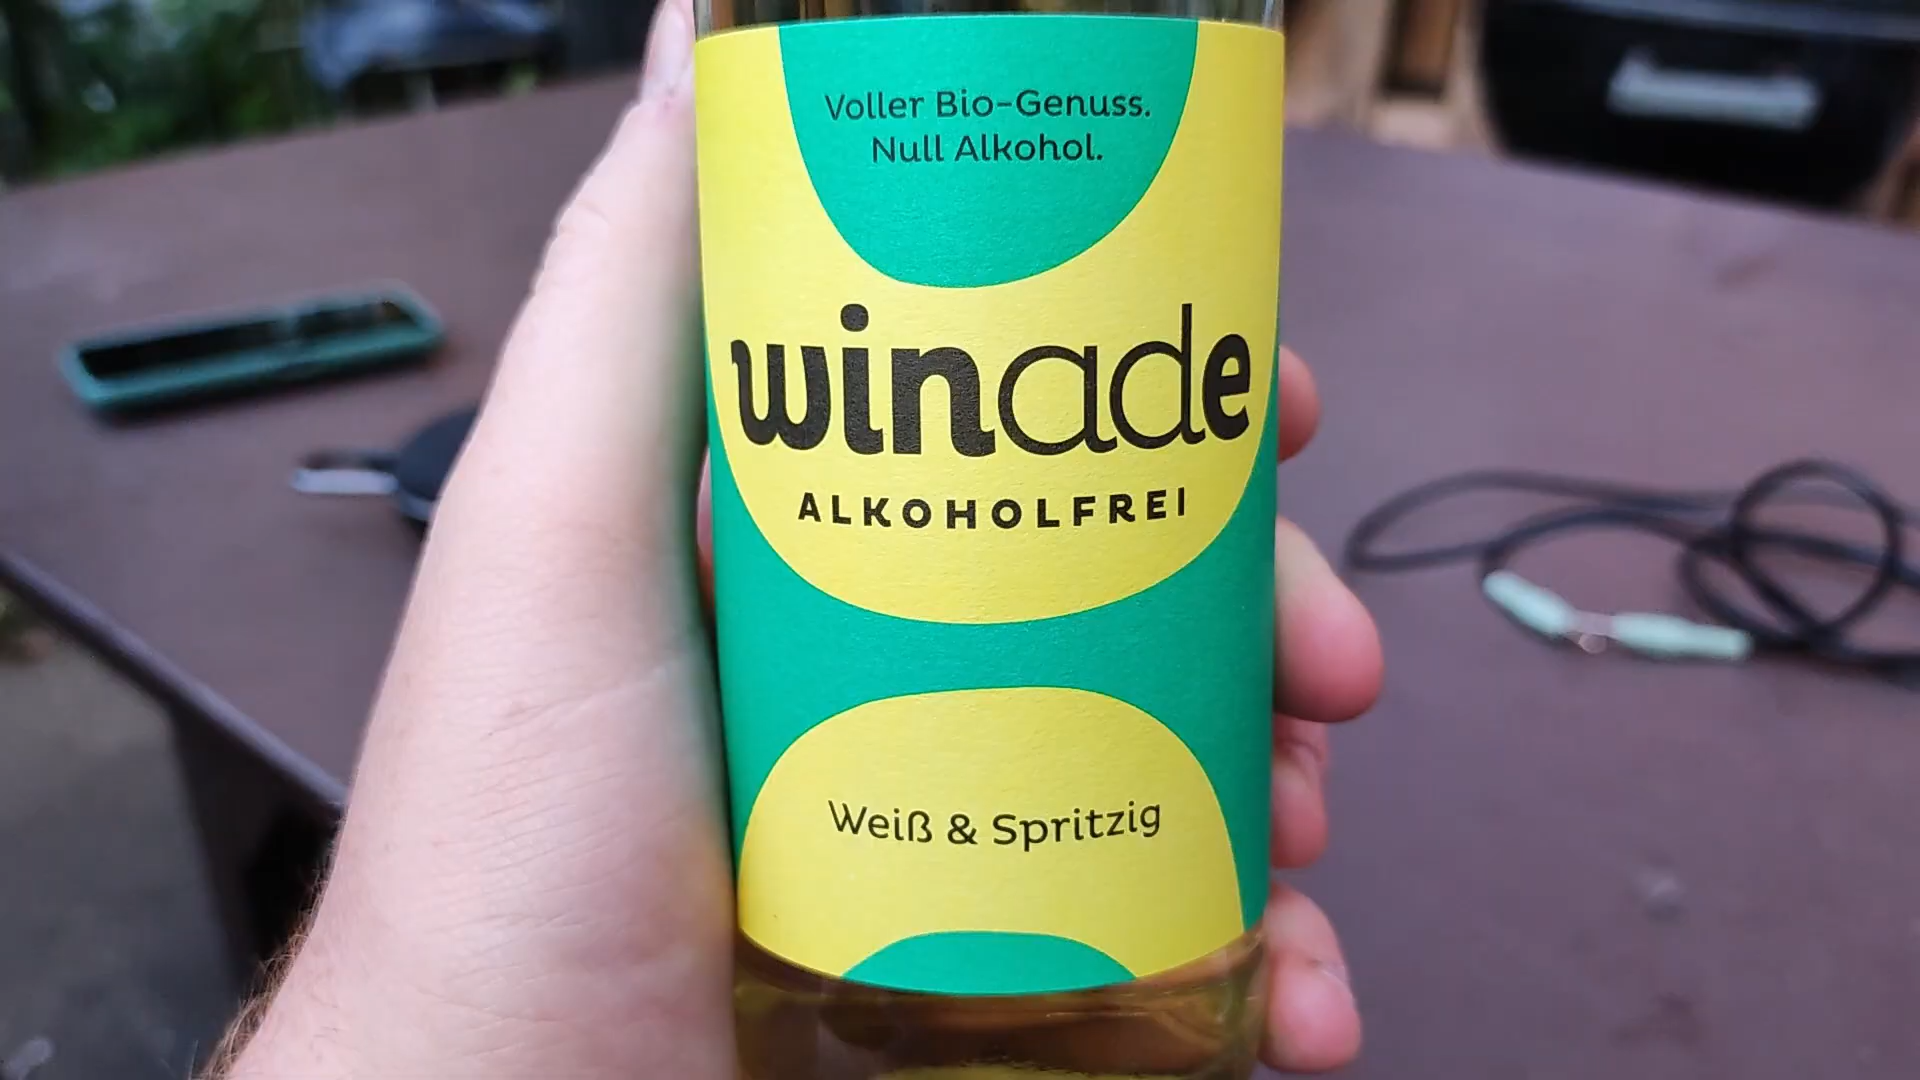 Voller Bio-Genuss.
Null Alkohol.
winade
ALKOHOLFREI
Weiß & Spritzig